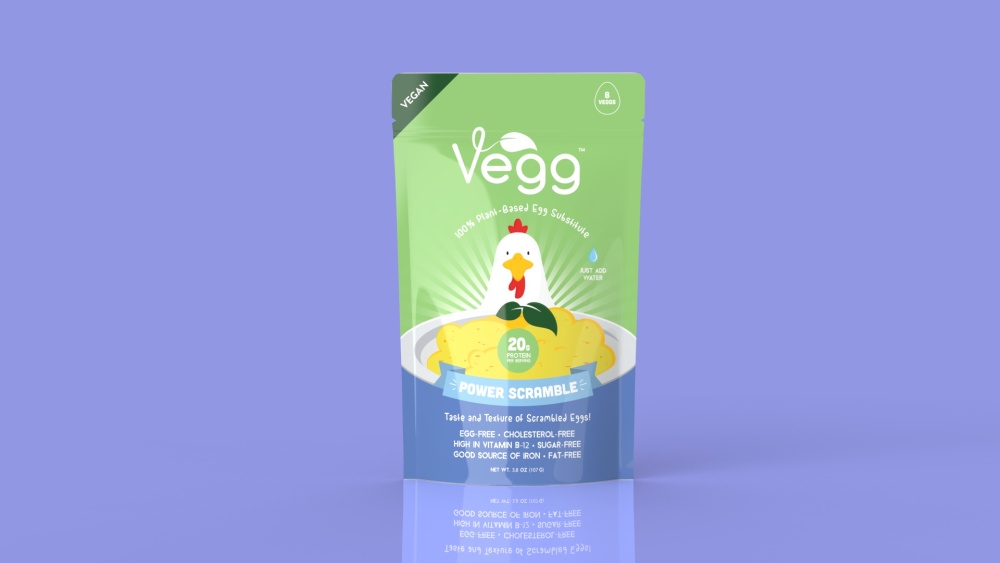 VEGAN
8
VEGGS
Vegg™
100% Plant-Based Egg Substitute
JUST ADD
WATER
20G
PROTEIN
PER SERVING
POWER SCRAMBLE
Taste and Texture of Scrambled Eggs!
EGG-FREE • CHOLESTEROL-FREE
HIGH IN VITAMIN B-12 • SUGAR-FREE
GOOD SOURCE OF IRON • FAT-FREE